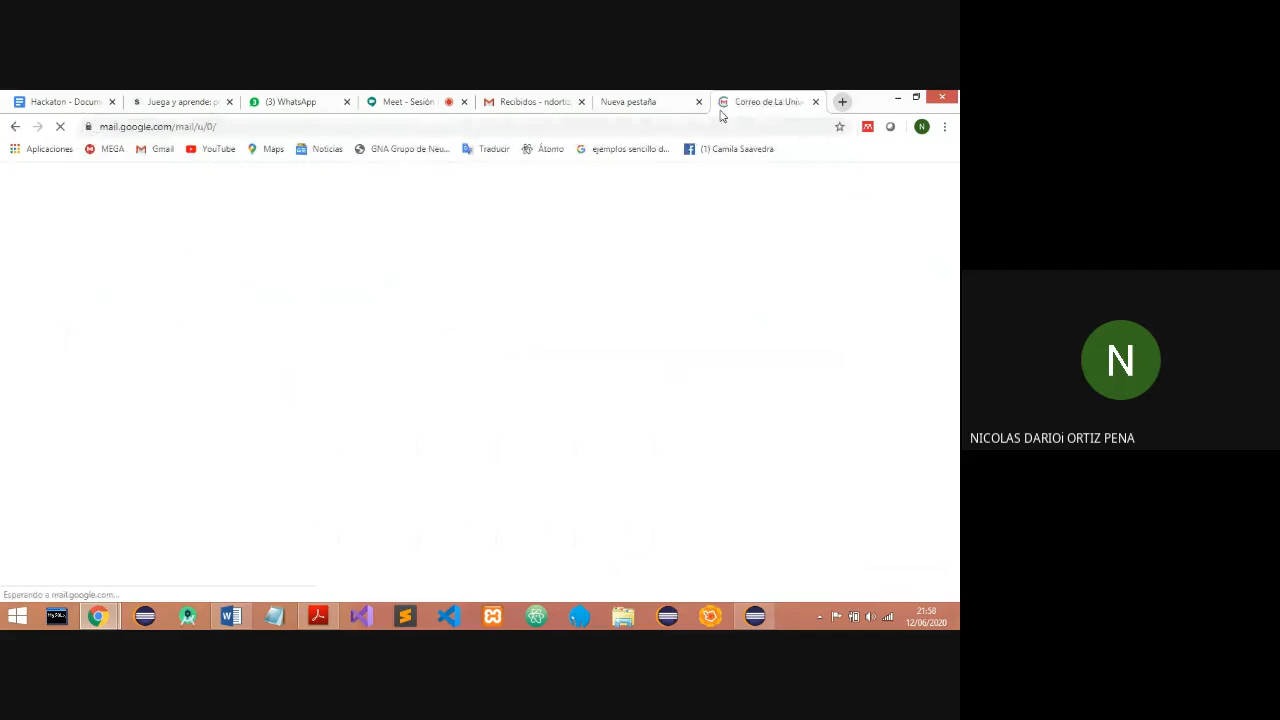 Hackaton - Docum
Juega y aprende: p
(3) WhatsApp
Meet - Sesión
Recibidos - ndortiz
Nueva pestaña
Correo de La Unive
mail.google.com/mail/u/0/
N
Aplicaciones
MEGA
Gmail
YouTube
Maps
Noticias
GNA Grupo de Neu...
Traducir
Átomo
ejemplos sencillo d...
(1) Camila Saavedra
N
NICOLAS DARIOi ORTIZ PENA
Esperando a mail.google.com...
21:58
12/06/2020